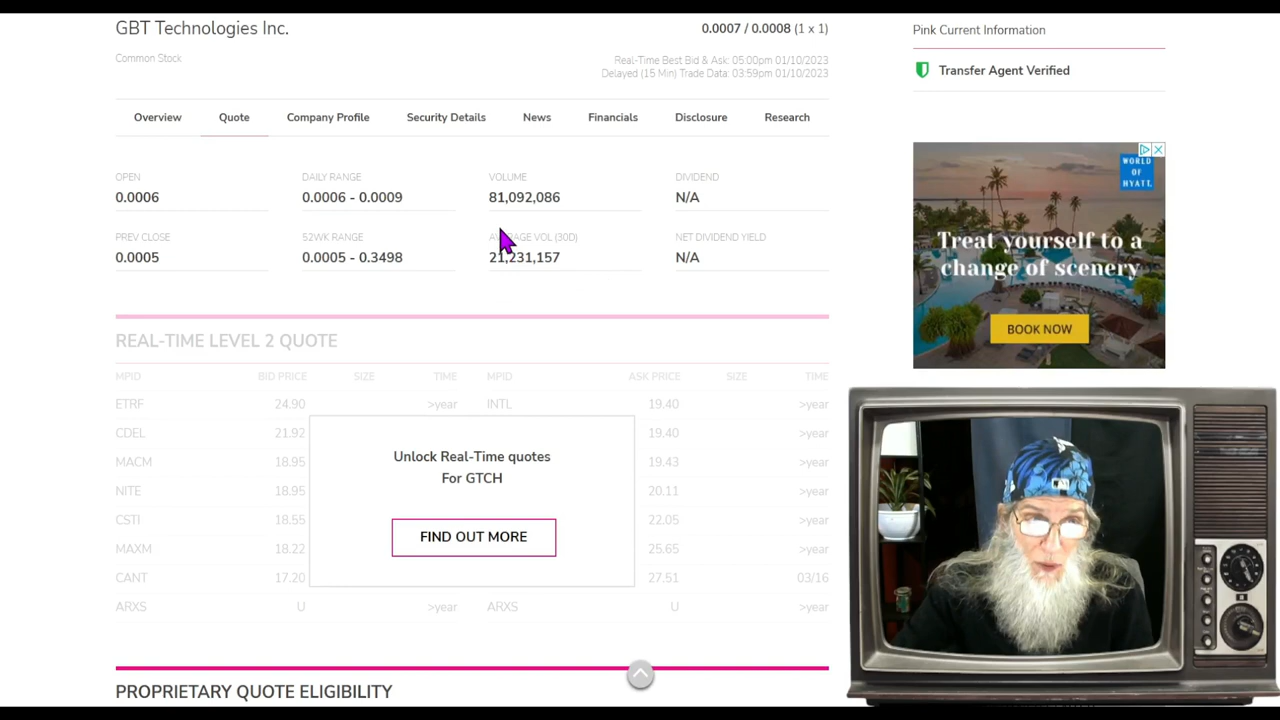 GBT Technologies Inc.
0.0007 / 0.0008 (1 x 1)
Common Stock
Real-Time Best Bid & Ask: 05:00pm 01/10/2023
Delayed (15 Min) Trade Data: 03:59pm 01/10/2023
Overview Quote Company Profile Security Details News Financials Disclosure Research
OPEN DAILY RANGE VOLUME DIVIDEND
0.0006 0.0006 - 0.0009 81,092,086 N/A
PREV CLOSE 52WK RANGE VOL (30D) NET DIVIDEND YIELD
0.0005 0.0005 - 0.3498 21,231,157 N/A
REAL-TIME LEVEL 2 QUOTE
MPID BID PRICE SIZE TIME MPID ASK PRICE SIZE TIME
ETRF 24.90 >year INTL 19.40 >year
CDEL 21.92 19.40 >year
MACM 18.95 19.43 >year
NITE 18.95 20.11 >year
CSTI 18.55 22.05 >year
MAXM 18.22 25.65 >year
CANT 17.20 27.51 03/16
ARXS U >year ARXS U >year
Unlock Real-Time quotes
For GTCH
FIND OUT MORE
PROPRIETARY QUOTE ELIGIBILITY
Pink Current Information
Transfer Agent Verified
WORLD
OF
HYATT.
Treat yourself to a
change of scenery
BOOK NOW